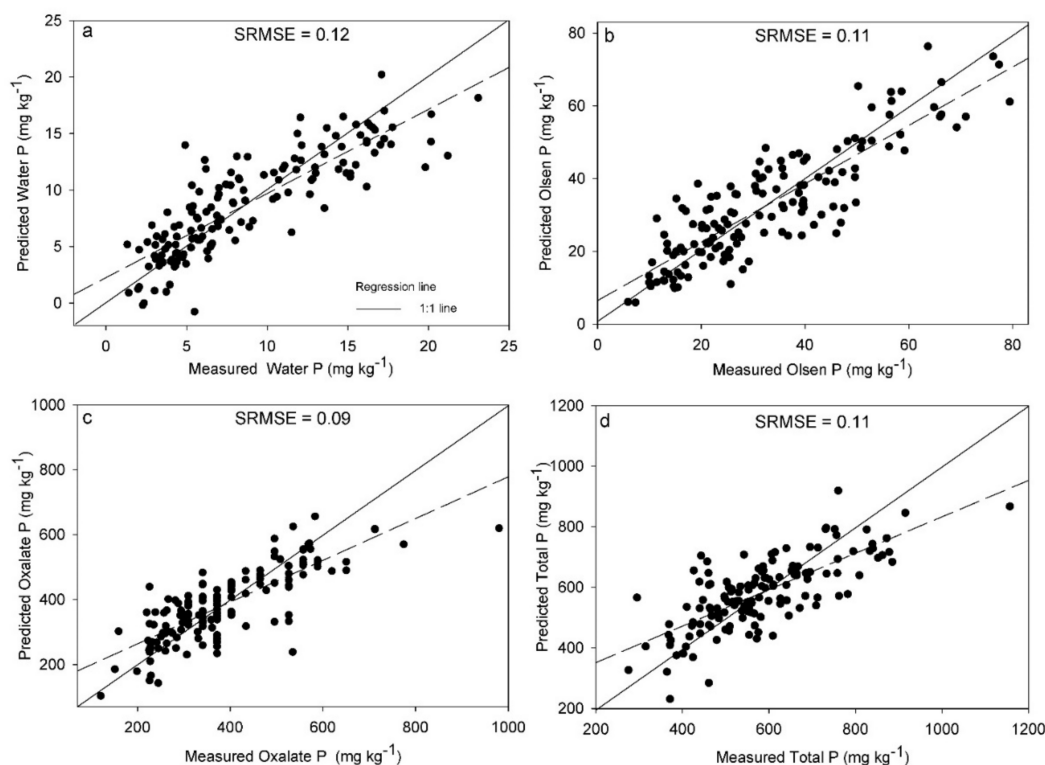 a
SRMSE = 0.12
Predicted Water P (mg kg⁻¹)
25
20
15
10
5
0
Regression line
1:1 line
0 5 10 15 20 25
Measured Water P (mg kg⁻¹)
b
SRMSE = 0.11
Predicted Olsen P (mg kg⁻¹)
80
60
40
20
0
0 20 40 60 80
Measured Olsen P (mg kg⁻¹)
c
SRMSE = 0.09
Predicted Oxalate P (mg kg⁻¹)
1000
800
600
400
200
200 400 600 800 1000
Measured Oxalate P (mg kg⁻¹)
d
SRMSE = 0.11
Predicted Total P (mg kg⁻¹)
1200
1000
800
600
400
200
200 400 600 800 1000 1200
Measured Total P (mg kg⁻¹)